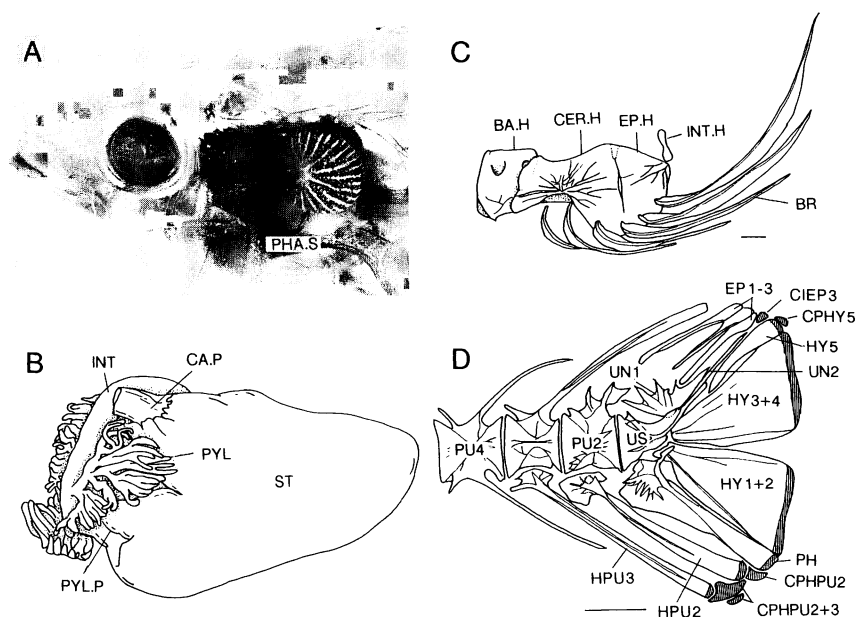 A
PHA.S
B
INT
CA.P
PYL
ST
PYL.P
C
BA.H
CER.H
EP.H
INT.H
BR
D
EP1-3
CIEP3
CPHY5
HY5
UN1
UN2
HY3+4
PU4
PU2
US
HY1+2
PH
CPHPU2
HPU3
HPU2
CPHPU2+3